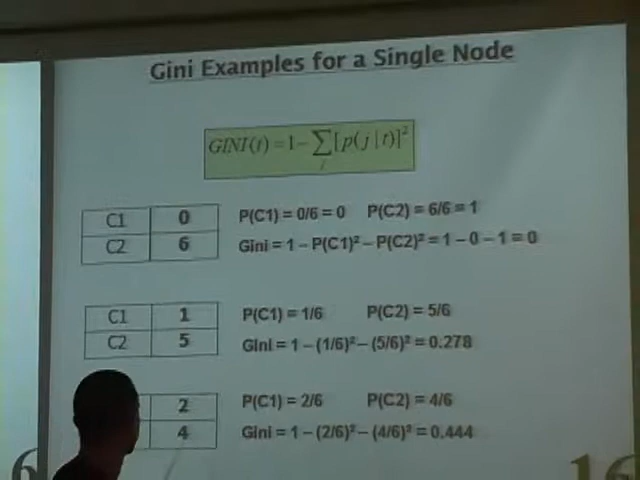 Gini Examples for a Single Node
GINI(t) = 1 − ∑[p(j | t)]²
j
C1 0 P(C1) = 0/6 = 0 P(C2) = 6/6 = 1
C2 6 Gini = 1 – P(C1)² – P(C2)² = 1 – 0 – 1 = 0
C1 1 P(C1) = 1/6 P(C2) = 5/6
C2 5 Gini = 1 – (1/6)² – (5/6)² = 0.278
2 P(C1) = 2/6 P(C2) = 4/6
4 Gini = 1 – (2/6)² – (4/6)² = 0.444
6 16